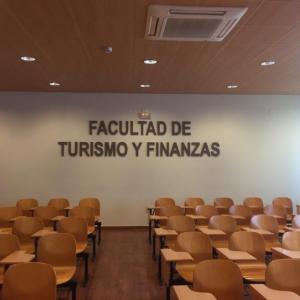 FACULTAD DE
TURISMO Y FINANZAS